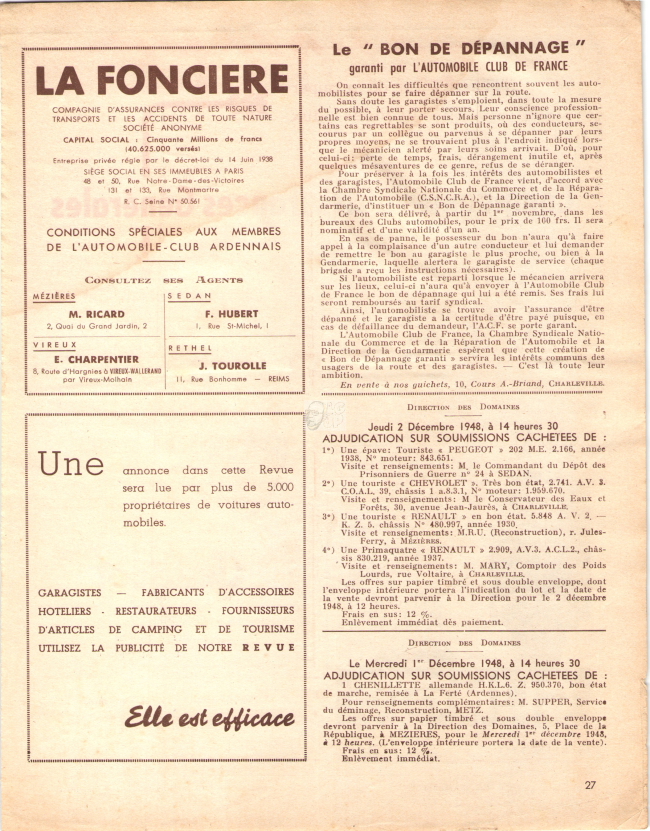 LA FONCIERE
COMPAGNIE D'ASSURANCES CONTRE LES RISQUES DE
TRANSPORTS ET LES ACCIDENTS DE TOUTE NATURE
SOCIÉTÉ ANONYME
CAPITAL SOCIAL : Cinquante Millions de francs
(40.625.000 versés)
Entreprise privée régie par le décret-loi du 14 Juin 1938
SIÈGE SOCIAL EN SES IMMEUBLES A PARIS
48 et 50, Rue Notre-Dame-des-Victoires
131 et 133, Rue Montmartre
R. C. Seine N° 50.561
CONDITIONS SPÉCIALES AUX MEMBRES
DE L'AUTOMOBILE-CLUB ARDENNAIS
CONSULTEZ SES AGENTS
MÉZIÈRES
M. RICARD
2, Quai du Grand Jardin, 2
SEDAN
F. HUBERT
1, Rue St-Michel, 1
VIREUX
E. CHARPENTIER
8, Route d'Hargnies à VIREUX-WALLERAND
par Vireux-Molhain
RETHEL
J. TOUROLLE
11, Rue Bonhomme — REIMS
Une annonce dans cette Revue
sera lue par plus de 5.000
propriétaires de voitures auto-
mobiles.
GARAGISTES — FABRICANTS D'ACCESSOIRES
HOTELIERS - RESTAURATEURS - FOURNISSEURS
D'ARTICLES DE CAMPING ET DE TOURISME
UTILISEZ LA PUBLICITÉ DE NOTRE REVUE
Elle est efficace
Le " BON DE DÉPANNAGE "
garanti par L'AUTOMOBILE CLUB DE FRANCE
On connaît les difficultés que rencontrent souvent les auto-
mobilistes pour se faire dépanner sur la route.
Sans doute les garagistes s'emploient, dans toute la mesure
du possible, à leur porter secours. Leur conscience profession-
nelle est bien connue de tous. Mais personne n'ignore que cer-
tains cas regrettables se sont produits, où des conducteurs, se-
courus par un collègue ou parvenus à se dépanner par leurs
propres moyens, ne se trouvaient plus à l'endroit indiqué lors-
que le mécanicien alerté par leurs soins arrivait. D'où, pour
celui-ci: perte de temps, frais, dérangement inutile et, après
quelques mésaventures de ce genre, refus de se déranger.
Pour préserver à la fois les intérêts des automobilistes et
des garagistes, l'Automobile Club de France vient, d'accord avec
la Chambre Syndicale Nationale du Commerce et de la Répara-
tion de l'Automobile (C.S.N.C.R.A.), et la Direction de la Gen-
darmerie, d'instituer un « Bon de Dépannage garanti ».
Ce bon sera délivré, à partir du 1er novembre, dans les
bureaux des Clubs automobiles, pour le prix de 100 frs. Il sera
nominatif et d'une validité d'un an.
En cas de panne, le possesseur du bon n'aura qu'à faire
appel à la complaisance d'un autre conducteur et lui demander
de remettre le bon au garagiste le plus proche, ou bien à la
Gendarmerie, laquelle alertera le garagiste de service (chaque
brigade a reçu les instructions nécessaires).
Si l'automobiliste est reparti lorsque le mécanicien arrivera
sur les lieux, celui-ci n'aura qu'à envoyer à l'Automobile Club
de France le bon de dépannage qui lui a été remis. Ses frais lui
seront remboursés au tarif syndical.
Ainsi, l'automobiliste se trouve avoir l'assurance d'être
dépanné et le garagiste a la certitude d'être payé puisque, en
cas de défaillance du demandeur, l'A.C.F. se porte garant.
L'Automobile Club de France, la Chambre Syndicale Natio-
nale du Commerce et de la Réparation de l'Automobile et la
Direction de la Gendarmerie espèrent que cette création de
« Bon de Dépannage garanti » servira les intérêts communs des
usagers de la route et des garagistes. — C'est là toute leur
ambition.
En vente à nos guichets, 10, Cours A.-Briand, CHARLEVILLE.
DIRECTION DES DOMAINES
Jeudi 2 Décembre 1948, à 14 heures 30
ADJUDICATION SUR SOUMISSIONS CACHETEES DE :
1°) Une épave: Touriste « PEUGEOT » 202 M.E. 2.166, année
1938, N° moteur: 843.651.
Visite et renseignements: M. le Commandant du Dépôt des
Prisonniers de Guerre n° 24 à SEDAN.
2°) Une touriste « CHEVROLET ». Très bon état, 2.741. A.V. 3.
C.O.A.L. 39, châssis 1 a.8.3.1, N° moteur: 1.959.670.
Visite et renseignements: M le Conservateur des Eaux et
Forêts, 30, avenue Jean-Jaurès, à CHARLEVILLE.
3°) Une touriste « RENAULT » en bon état. 5.848 A. V. 2, —
K. Z. 5. châssis N° 480.997, année 1930.
Visite et renseignements: M.R.U. (Reconstruction), r. Jules-
Ferry, à MÉZIÈRES.
4°) Une Primaquatre « RENAULT » 2.909, A.V.3. A.C.L.2., châs-
sis 830.219, année 1937.
Visite et renseignements: M. MARY, Comptoir des Poids
Lourds, rue Voltaire, à CHARLEVILLE.
Les offres sur papier timbré et sous double enveloppe, dont
l'enveloppe intérieure portera l'indication du lot et la date de
la vente devront parvenir à la Direction pour le 2 décembre
1948, à 12 heures.
Frais en sus: 12 %.
Enlèvement immédiat dès paiement.
DIRECTION DES DOMAINES
Le Mercredi 1er Décembre 1948, à 14 heures 30
ADJUDICATION SUR SOUMISSIONS CACHETEES DE :
1 CHENILLETTE allemande H.K.L.6. Z. 950.370, bon état
de marche, remisée à La Ferté (Ardennes).
Pour renseignements complémentaires: M. SUPPER, Service
du déminage, Reconstruction, METZ.
Les offres sur papier timbré et sous double enveloppe
devront parvenir à la Direction des Domaines, 5, Place de la
République, à MEZIERES, pour le Mercredi 1er décembre 1948,
à 12 heures. (L'enveloppe intérieure portera la date de la vente).
Frais en sus: 12 %.
Enlèvement immédiat.
27